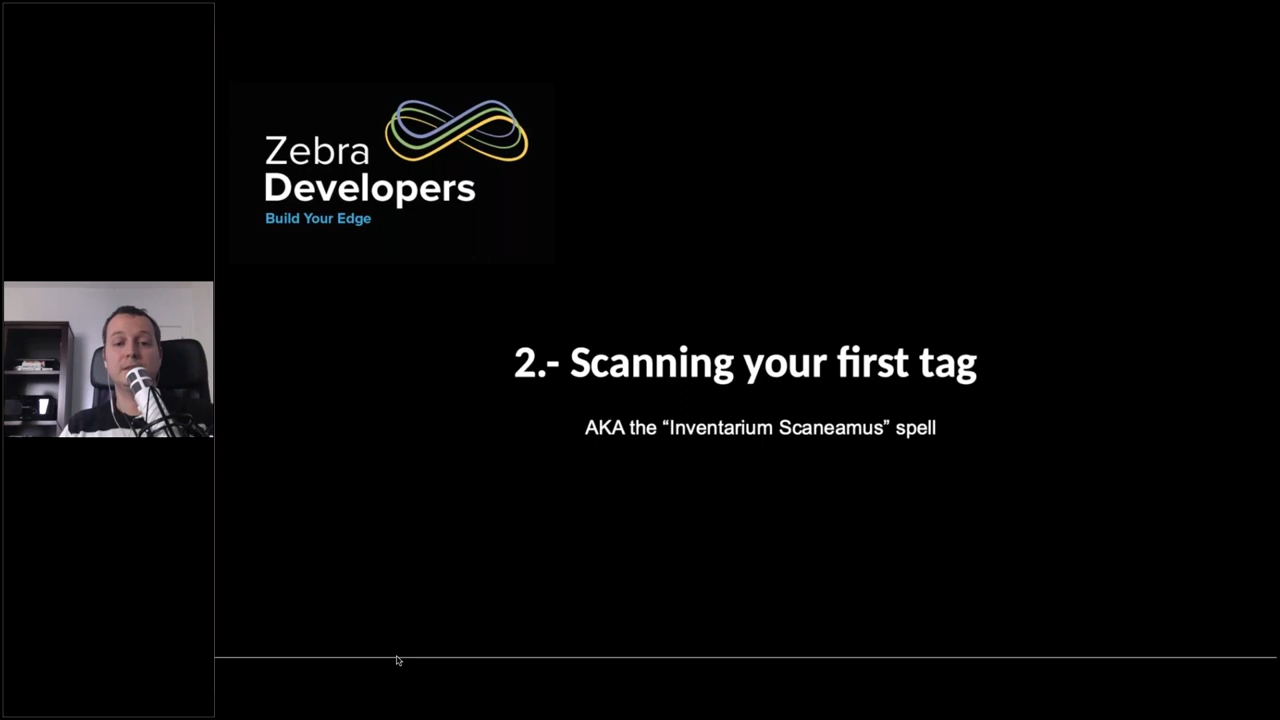 Zebra
Developers
Build Your Edge
2.- Scanning your first tag
AKA the “Inventarium Scaneamus” spell